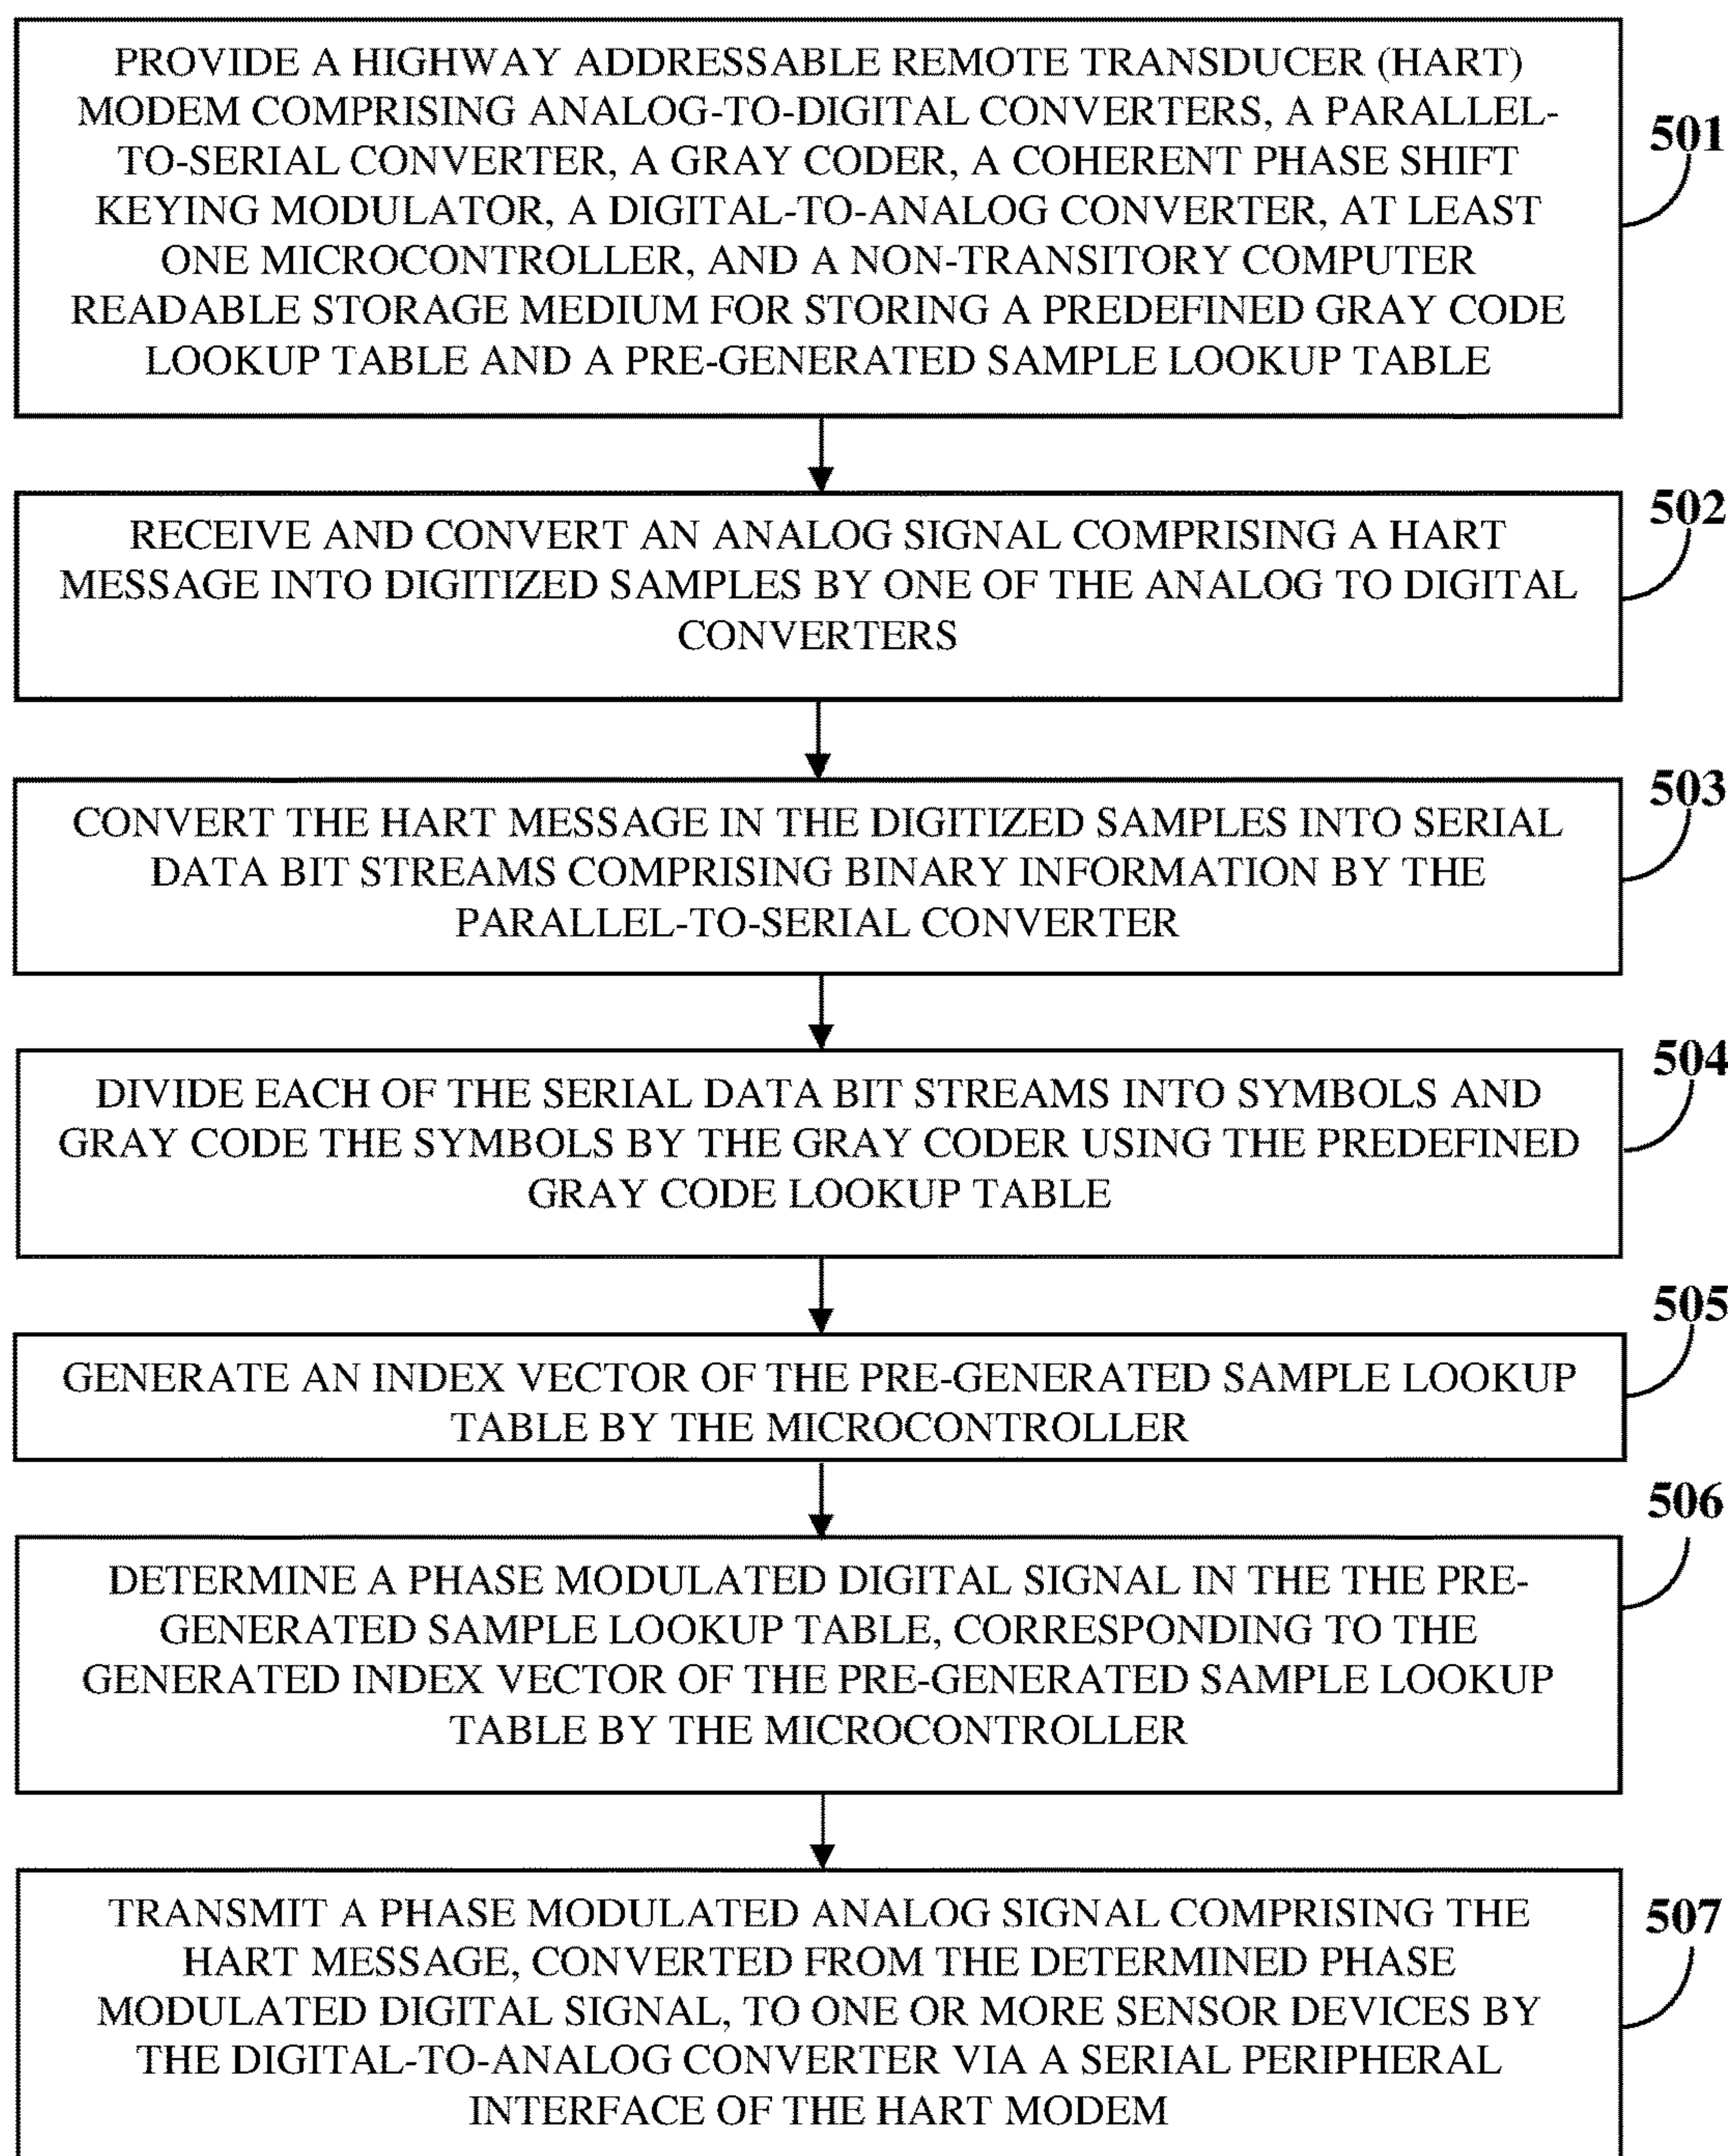 PROVIDE A HIGHWAY ADDRESSABLE REMOTE TRANSDUCER (HART)
MODEM COMPRISING ANALOG-TO-DIGITAL CONVERTERS, A PARALLEL-
TO-SERIAL CONVERTER, A GRAY CODER, A COHERENT PHASE SHIFT
KEYING MODULATOR, A DIGITAL-TO-ANALOG CONVERTER, AT LEAST
ONE MICROCONTROLLER, AND A NON-TRANSITORY COMPUTER
READABLE STORAGE MEDIUM FOR STORING A PREDEFINED GRAY CODE
LOOKUP TABLE AND A PRE-GENERATED SAMPLE LOOKUP TABLE
501
RECEIVE AND CONVERT AN ANALOG SIGNAL COMPRISING A HART
MESSAGE INTO DIGITIZED SAMPLES BY ONE OF THE ANALOG TO DIGITAL
CONVERTERS
502
CONVERT THE HART MESSAGE IN THE DIGITIZED SAMPLES INTO SERIAL
DATA BIT STREAMS COMPRISING BINARY INFORMATION BY THE
PARALLEL-TO-SERIAL CONVERTER
503
DIVIDE EACH OF THE SERIAL DATA BIT STREAMS INTO SYMBOLS AND
GRAY CODE THE SYMBOLS BY THE GRAY CODER USING THE PREDEFINED
GRAY CODE LOOKUP TABLE
504
GENERATE AN INDEX VECTOR OF THE PRE-GENERATED SAMPLE LOOKUP
TABLE BY THE MICROCONTROLLER
505
DETERMINE A PHASE MODULATED DIGITAL SIGNAL IN THE THE PRE-
GENERATED SAMPLE LOOKUP TABLE, CORRESPONDING TO THE
GENERATED INDEX VECTOR OF THE PRE-GENERATED SAMPLE LOOKUP
TABLE BY THE MICROCONTROLLER
506
TRANSMIT A PHASE MODULATED ANALOG SIGNAL COMPRISING THE
HART MESSAGE, CONVERTED FROM THE DETERMINED PHASE
MODULATED DIGITAL SIGNAL, TO ONE OR MORE SENSOR DEVICES BY
THE DIGITAL-TO-ANALOG CONVERTER VIA A SERIAL PERIPHERAL
INTERFACE OF THE HART MODEM
507